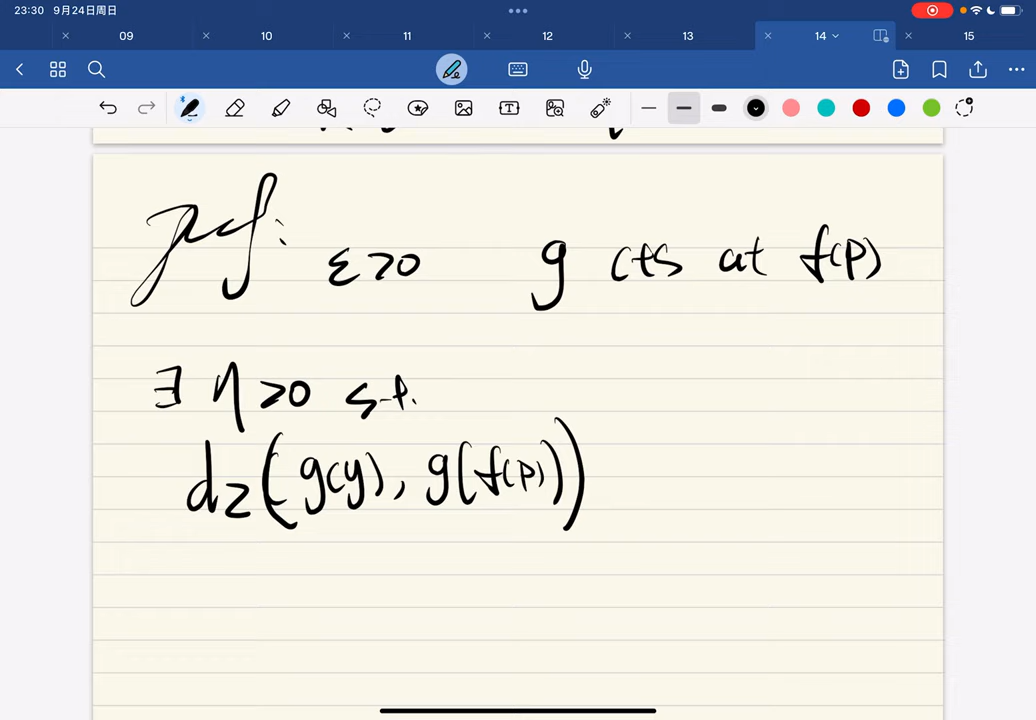 23:30 9月24日周日
09 10 11 12 13 14 15
pf: ε>0 g cts at f(p)
∃ η>0 s.t.
d_Z(g(y), g(f(p)))